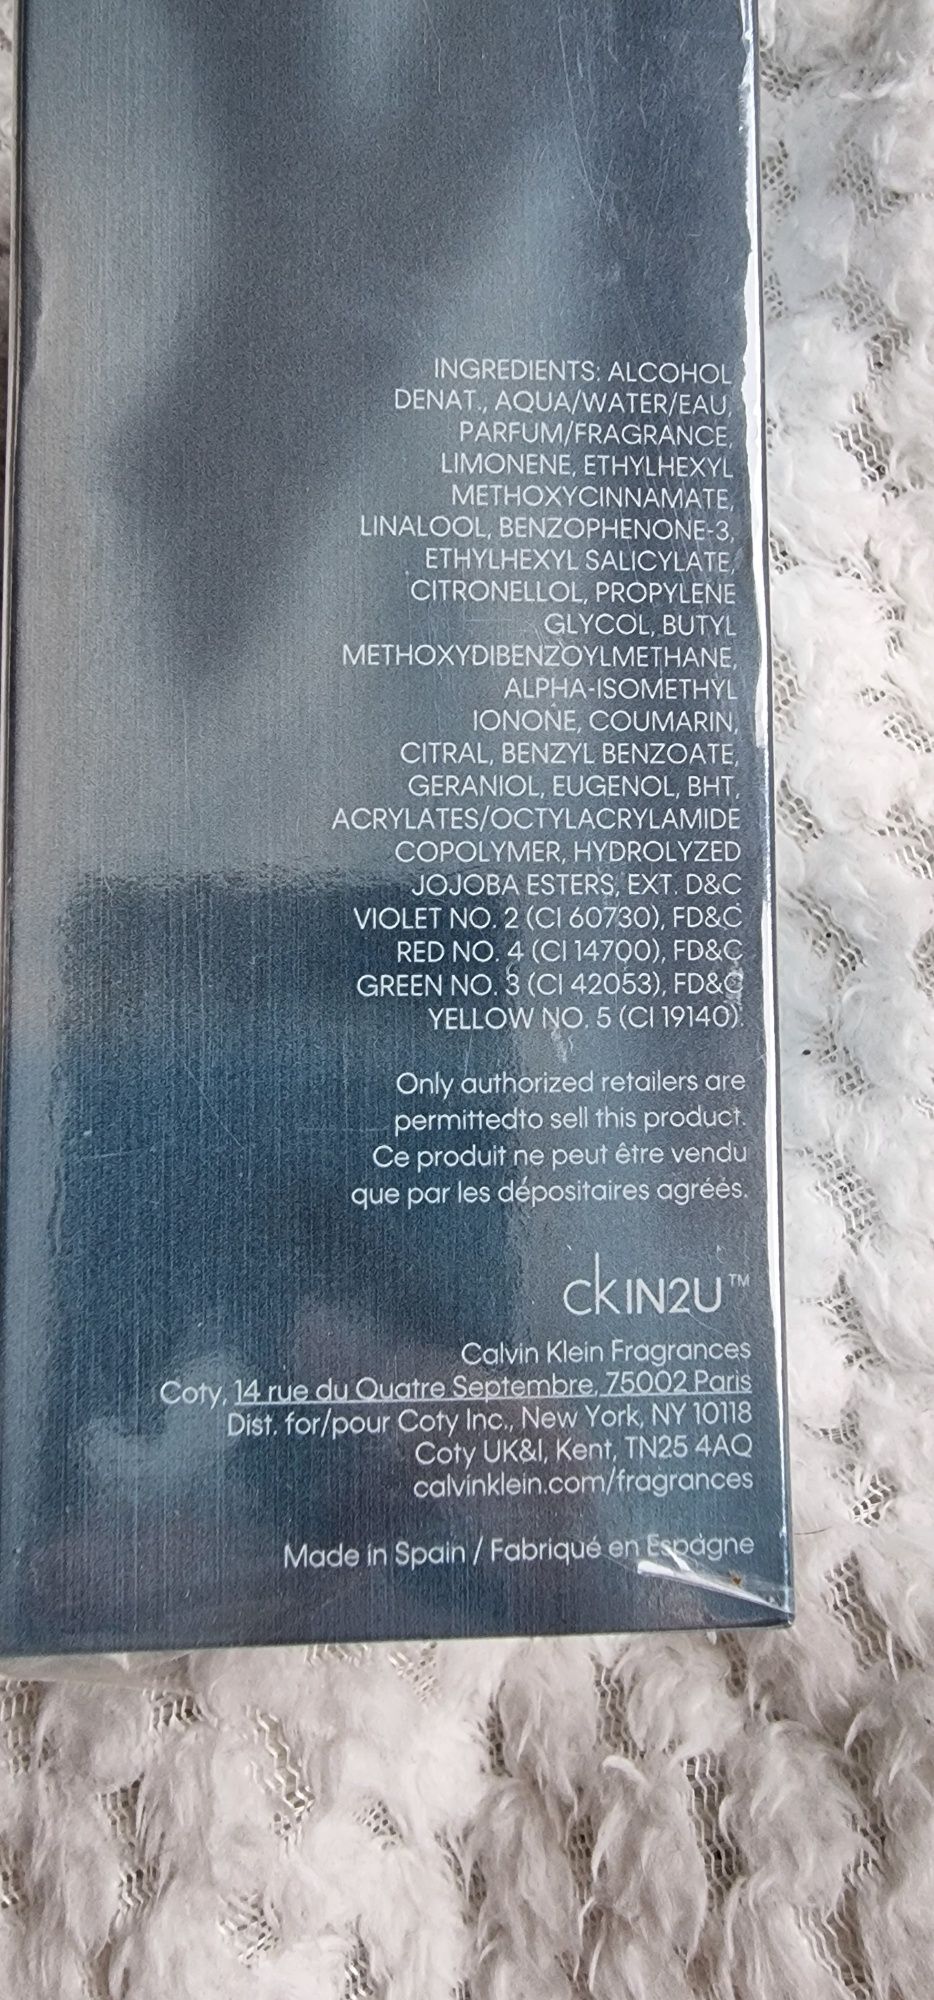 INGREDIENTS: ALCOHOL
DENAT., AQUA/WATER/EAU,
PARFUM/FRAGRANCE,
LIMONENE, ETHYLHEXYL
METHOXYCINNAMATE,
LINALOOL, BENZOPHENONE-3,
ETHYLHEXYL SALICYLATE,
CITRONELLOL, PROPYLENE
GLYCOL, BUTYL
METHOXYDIBENZOYLMETHANE,
ALPHA-ISOMETHYL
IONONE, COUMARIN,
CITRAL, BENZYL BENZOATE,
GERANIOL, EUGENOL, BHT,
ACRYLATES/OCTYLACRYLAMIDE
COPOLYMER, HYDROLYZED
JOJOBA ESTERS, EXT. D&C
VIOLET NO. 2 (CI 60730), FD&C
RED NO. 4 (CI 14700), FD&C
GREEN NO. 3 (CI 42053), FD&C
YELLOW NO. 5 (CI 19140).
Only authorized retailers are
permittedto sell this product.
Ce produit ne peut être vendu
que par les dépositaires agréés.
ckIN2U™
Calvin Klein Fragrances
Coty, 14 rue du Quatre Septembre, 75002 Paris
Dist. for/pour Coty Inc., New York, NY 10118
Coty UK&I, Kent, TN25 4AQ
calvinklein.com/fragrances
Made in Spain / Fabriqué en Espagne